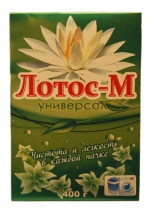 Лотос-М
универсал
Чистота и легкость
в каждой пачке
400 г